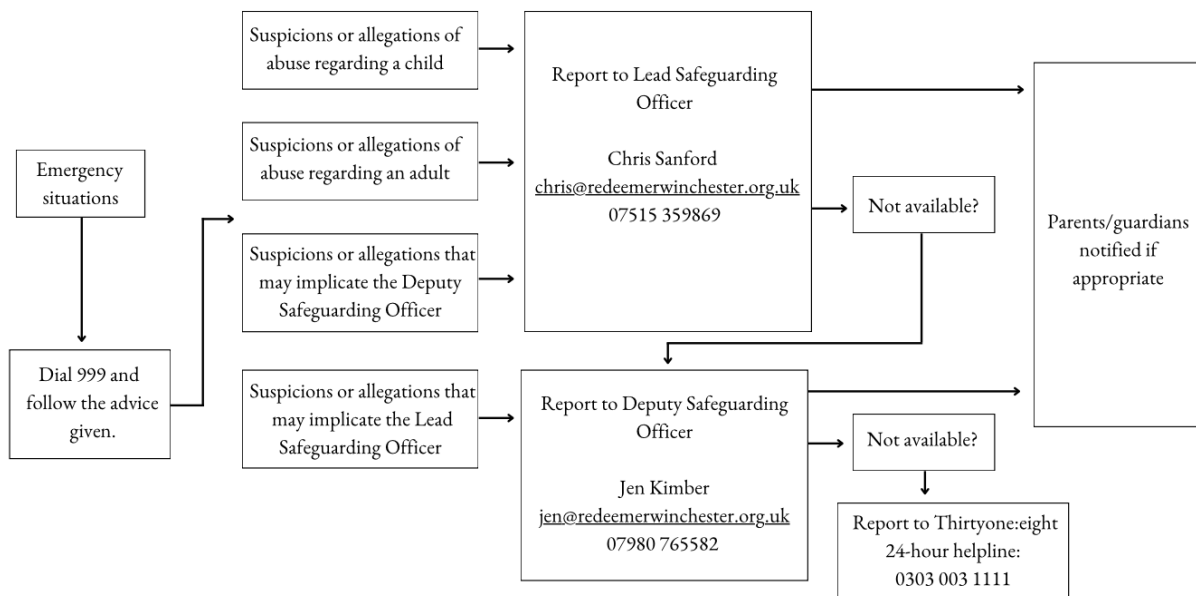 Emergency
situations
Dial 999 and
follow the advice
given.
Suspicions or allegations of
abuse regarding a child
Suspicions or allegations of
abuse regarding an adult
Suspicions or allegations that
may implicate the Deputy
Safeguarding Officer
Suspicions or allegations that
may implicate the Lead
Safeguarding Officer
Report to Lead Safeguarding
Officer
Chris Sanford
chris@redeemerwinchester.org.uk
07515 359869
Not available?
Report to Deputy Safeguarding
Officer
Jen Kimber
jen@redeemerwinchester.org.uk
07980 765582
Not available?
Report to Thirtyone:eight
24-hour helpline:
0303 003 1111
Parents/guardians
notified if
appropriate